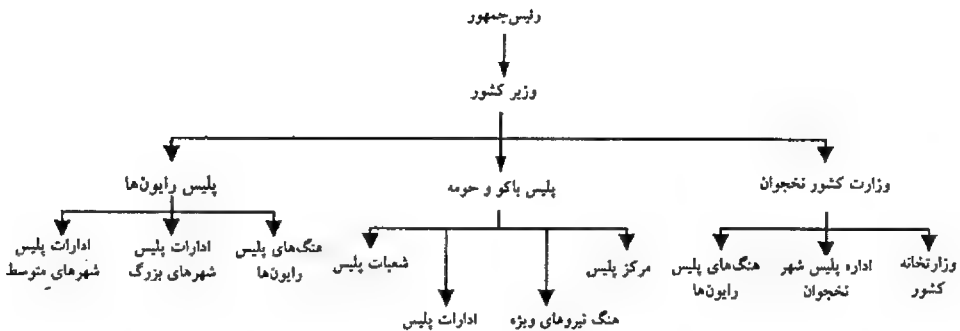 رئیس‌جمهور
وزیر کشور
وزارت کشور نخجوان
پلیس باکو و حومه
پلیس رایون‌ها
وزارتخانه
کشور
اداره پلیس شهر
نخجوان
هنگ‌های پلیس
رایون‌ها
مرکز پلیس
هنگ نیروهای ویژه
ادارات پلیس
شعبات پلیس
هنگ‌های پلیس
رایون‌ها
ادارات پلیس
شهرهای بزرگ
ادارات پلیس
شهرهای متوسط